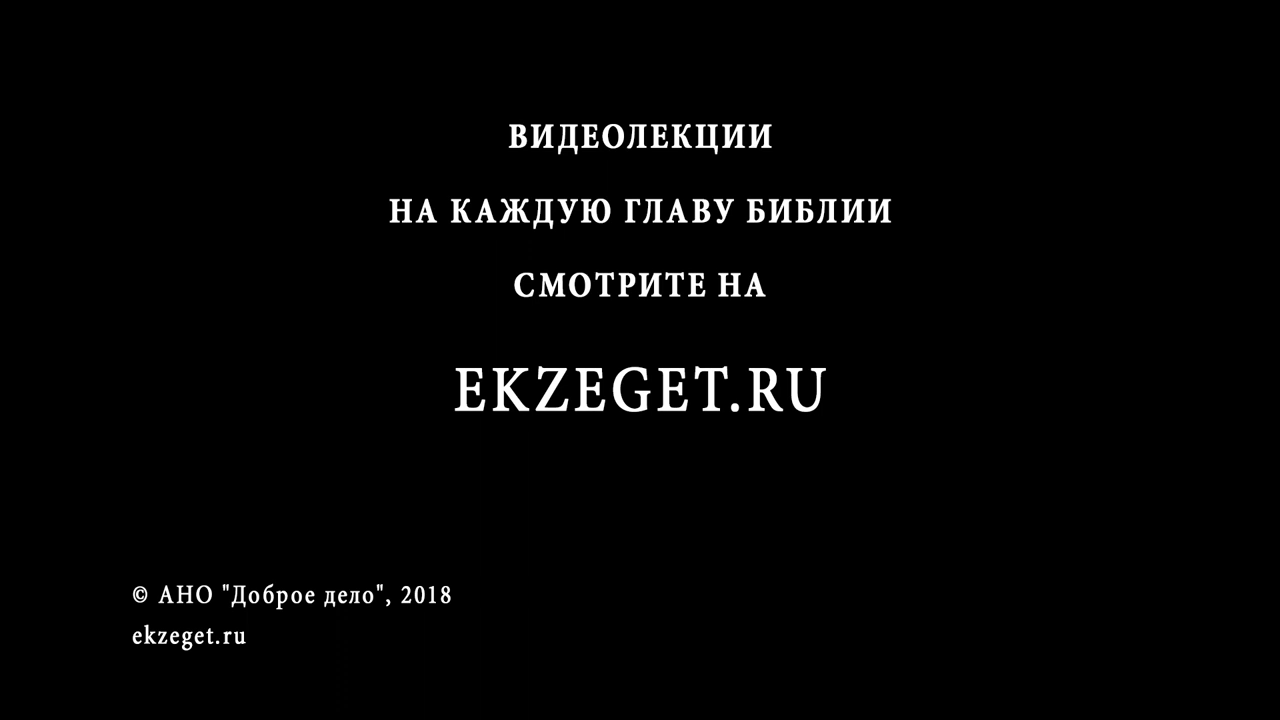 ВИДЕОЛЕКЦИИ
НА КАЖДУЮ ГЛАВУ БИБЛИИ
СМОТРИТЕ НА
EKZEGET.RU
© АНО "Доброе дело", 2018
ekzeget.ru